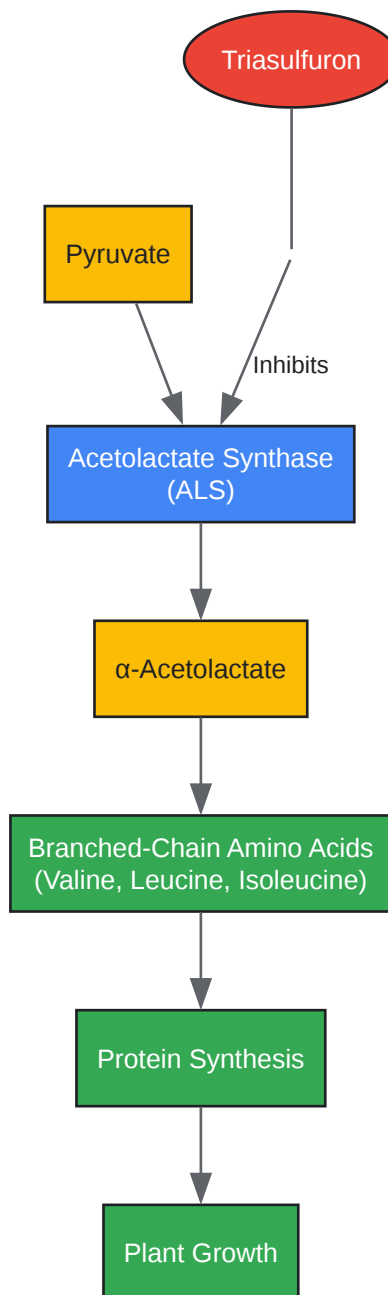 Triasulfuron
Pyruvate
Inhibits
Acetolactate Synthase
(ALS)
α-Acetolactate
Branched-Chain Amino Acids
(Valine, Leucine, Isoleucine)
Protein Synthesis
Plant Growth